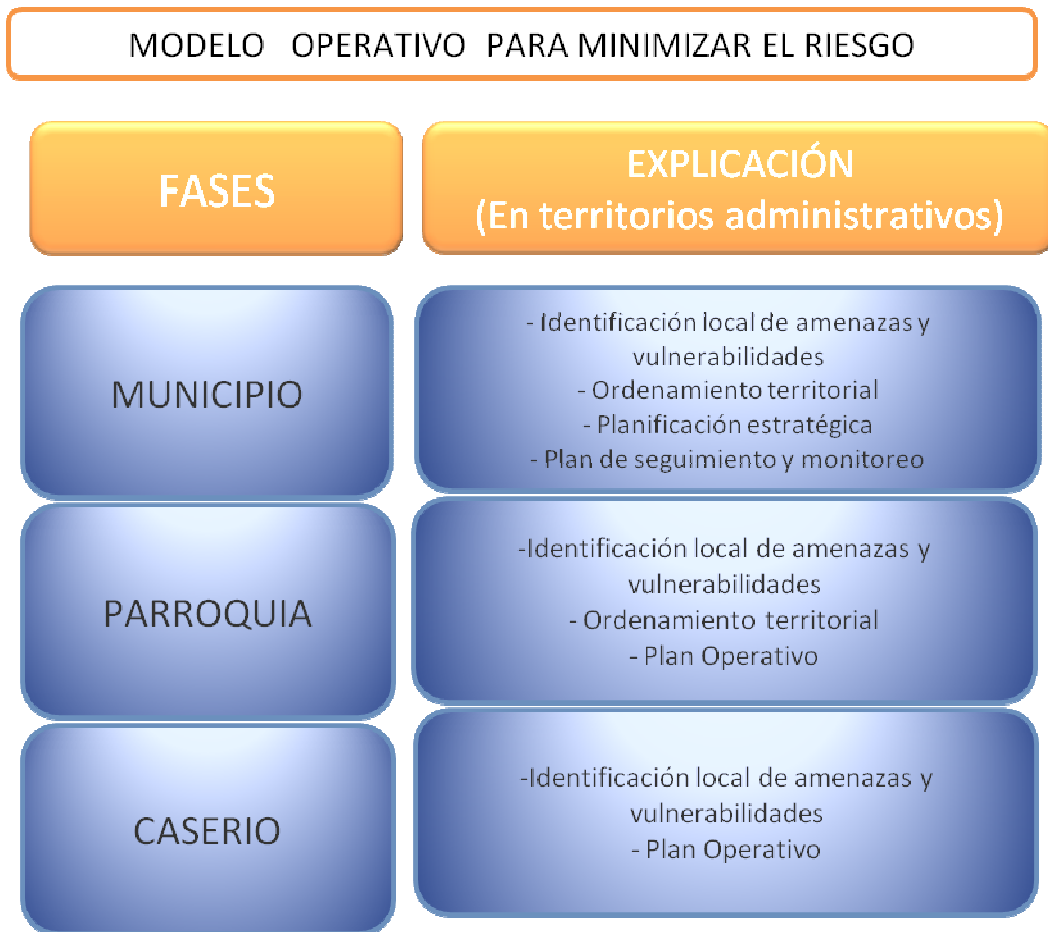 MODELO OPERATIVO PARA MINIMIZAR EL RIESGO
FASES
EXPLICACIÓN
(En territorios administrativos)
MUNICIPIO
- Identificación local de amenazas y
vulnerabilidades
- Ordenamiento territorial
- Planificación estratégica
- Plan de seguimiento y monitoreo
PARROQUIA
-Identificación local de amenazas y
vulnerabilidades
- Ordenamiento territorial
- Plan Operativo
CASERIO
-Identificación local de amenazas y
vulnerabilidades
- Plan Operativo